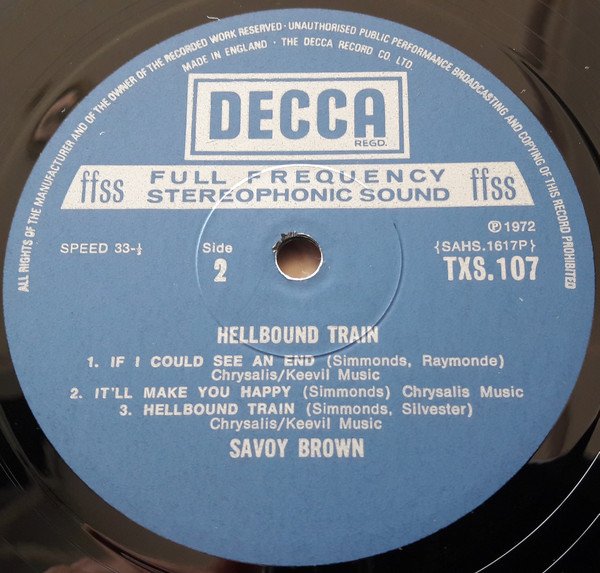 ALL RIGHTS OF THE MANUFACTURER AND OF THE OWNER OF THE RECORDED WORK RESERVED · UNAUTHORISED PUBLIC PERFORMANCE BROADCASTING AND COPYING OF THIS RECORD PROHIBITED
MADE IN ENGLAND · THE DECCA RECORD CO. LTD.
DECCA
REGD.
ffss FULL FREQUENCY STEREOPHONIC SOUND ffss
SPEED 33-⅓
Side
2
℗ 1972
{SAHS.1617P}
TXS.107
HELLBOUND TRAIN
1. IF I COULD SEE AN END (Simmonds, Raymonde)
Chrysalis/Keevil Music
2. IT'LL MAKE YOU HAPPY (Simmonds) Chrysalis Music
3. HELLBOUND TRAIN (Simmonds, Silvester)
Chrysalis/Keevil Music
SAVOY BROWN